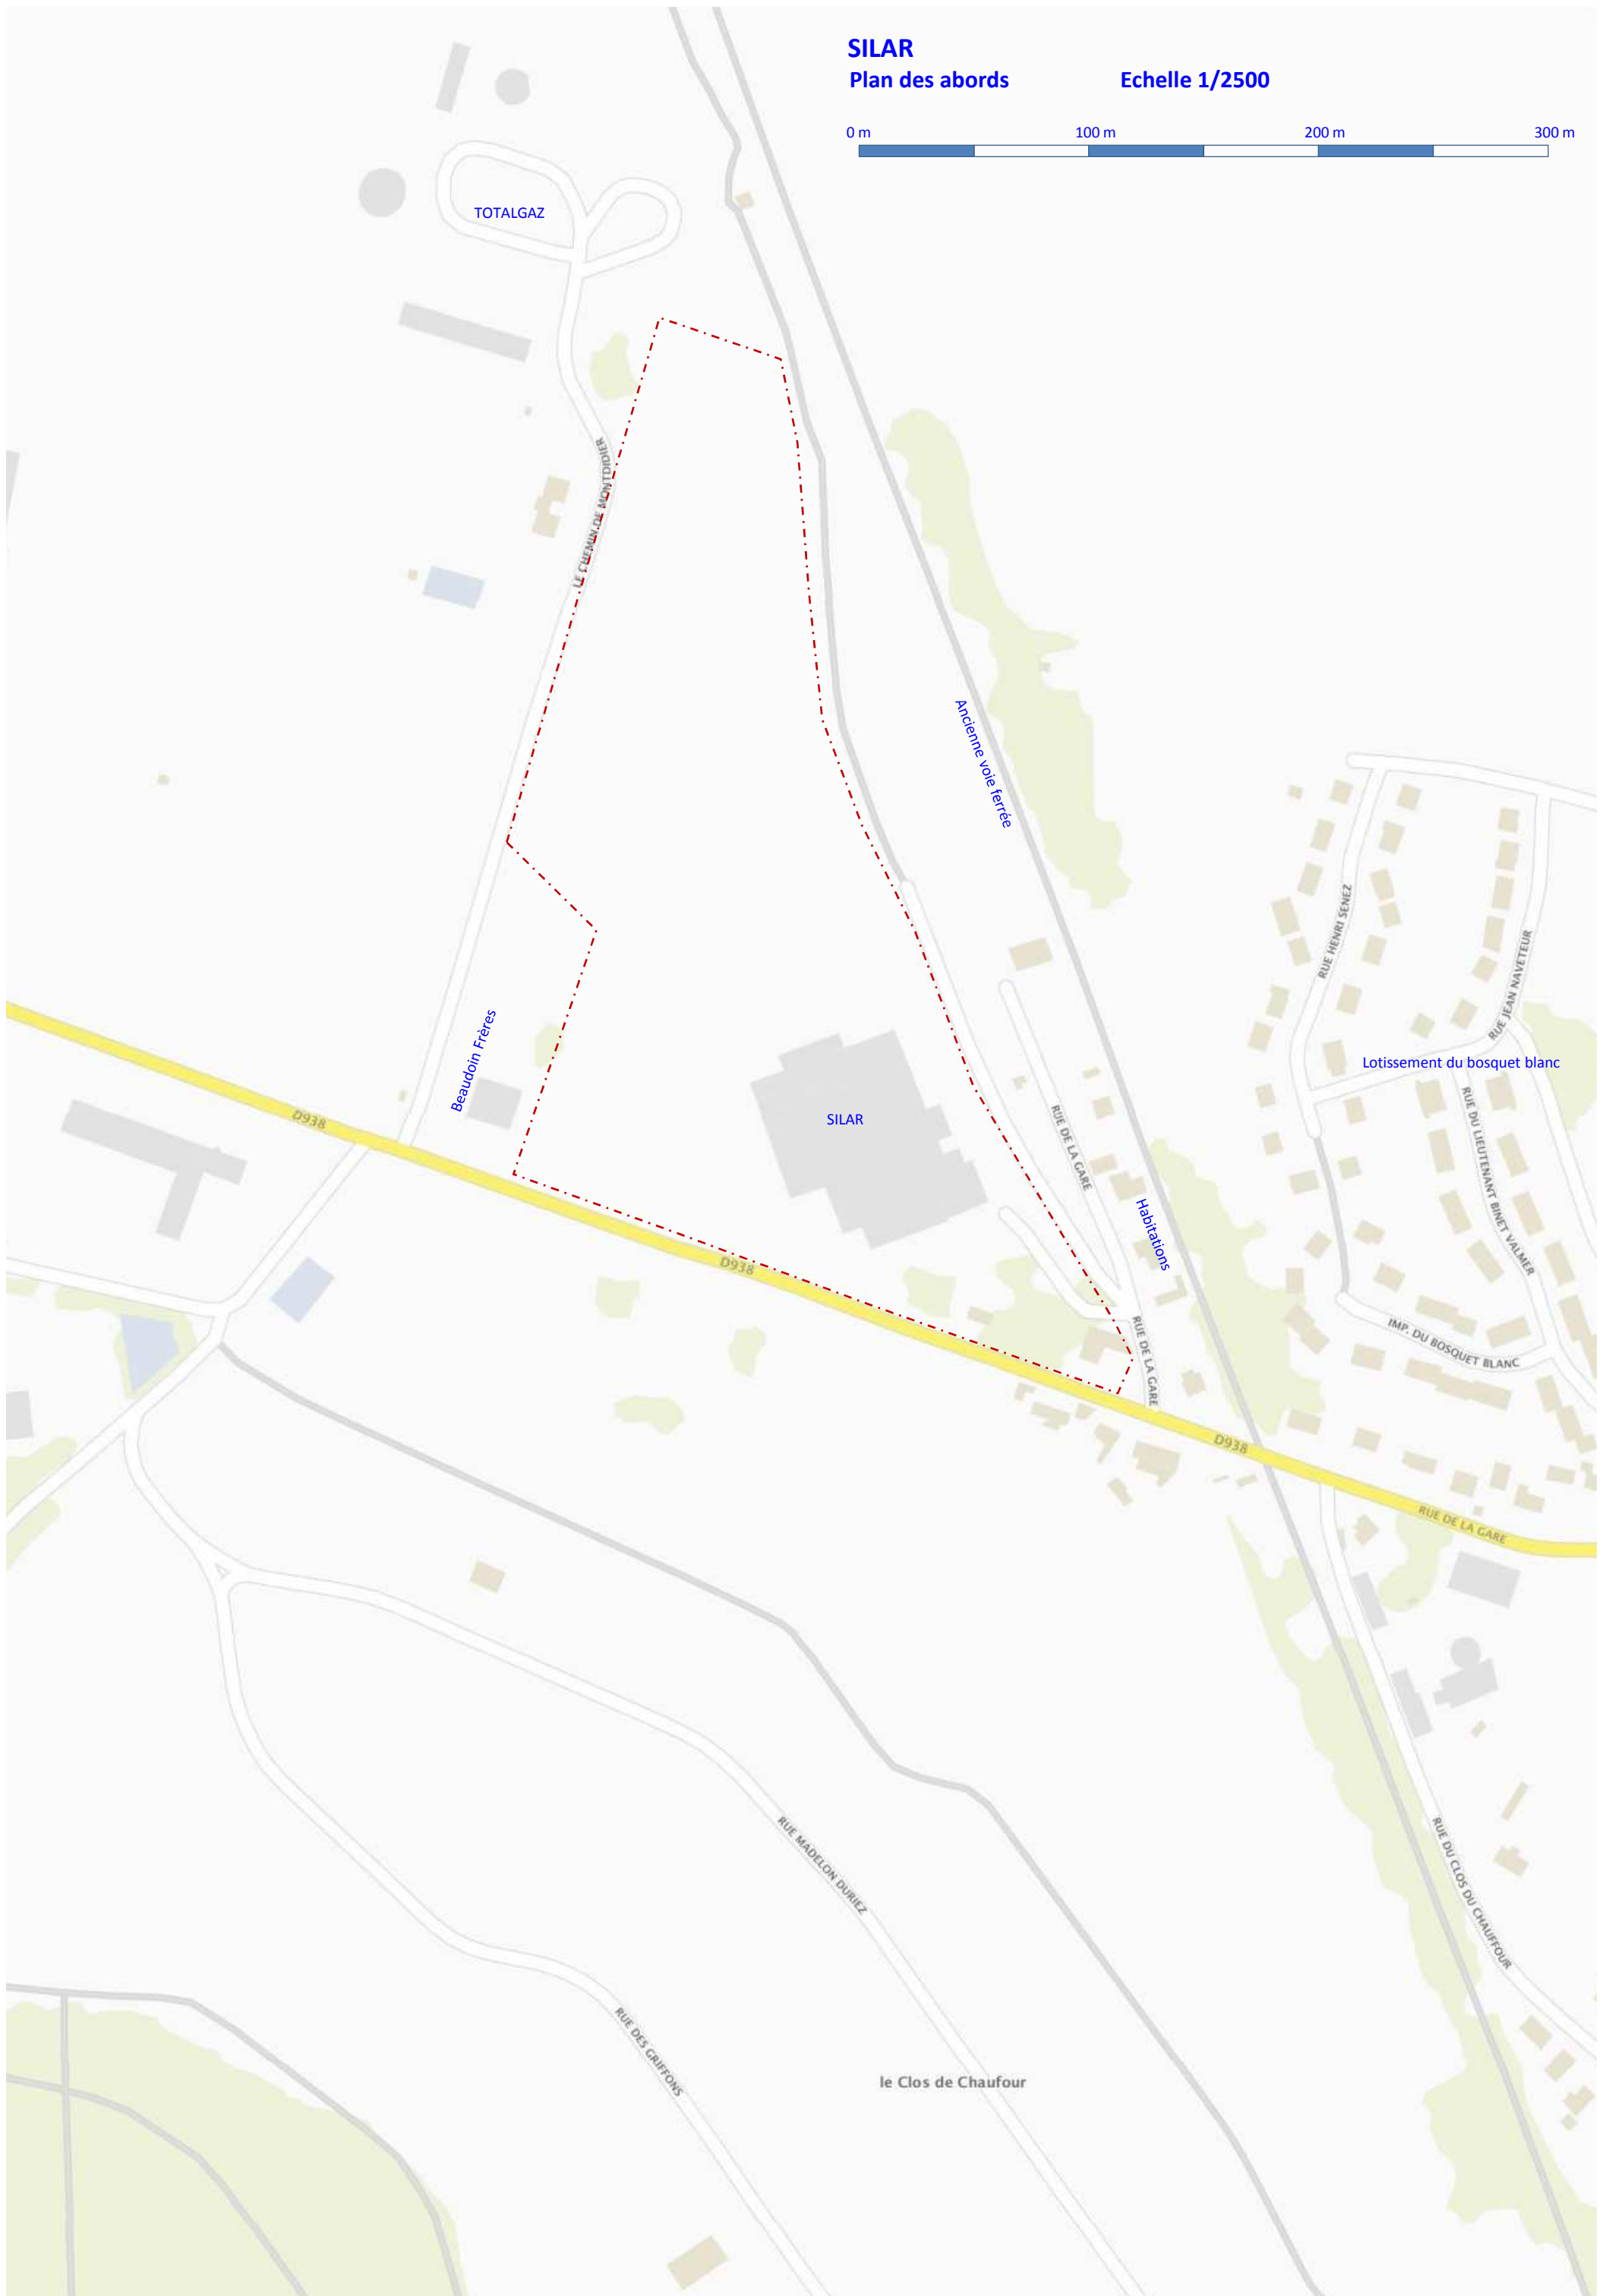 SILAR
Plan des abords Echelle 1/2500
0 m 100 m 200 m 300 m
TOTALGAZ
LE CHEMIN DE MONTDIDIER
Ancienne voie ferrée
RUE HENRI SENEZ
RUE JEAN NAVETEUR
Beaudoin Frères
Lotissement du bosquet blanc
D938
SILAR
RUE DE LA GARE
RUE DU LIEUTENANT BINET VALMER
Habitations
D938
IMP. DU BOSQUET BLANC
RUE DE LA GARE
D938
RUE DE LA GARE
RUE MADELON DURIEZ
RUE DU CLOS DU CHAUFFOUR
RUE DES GRIFFONS
le Clos de Chaufour